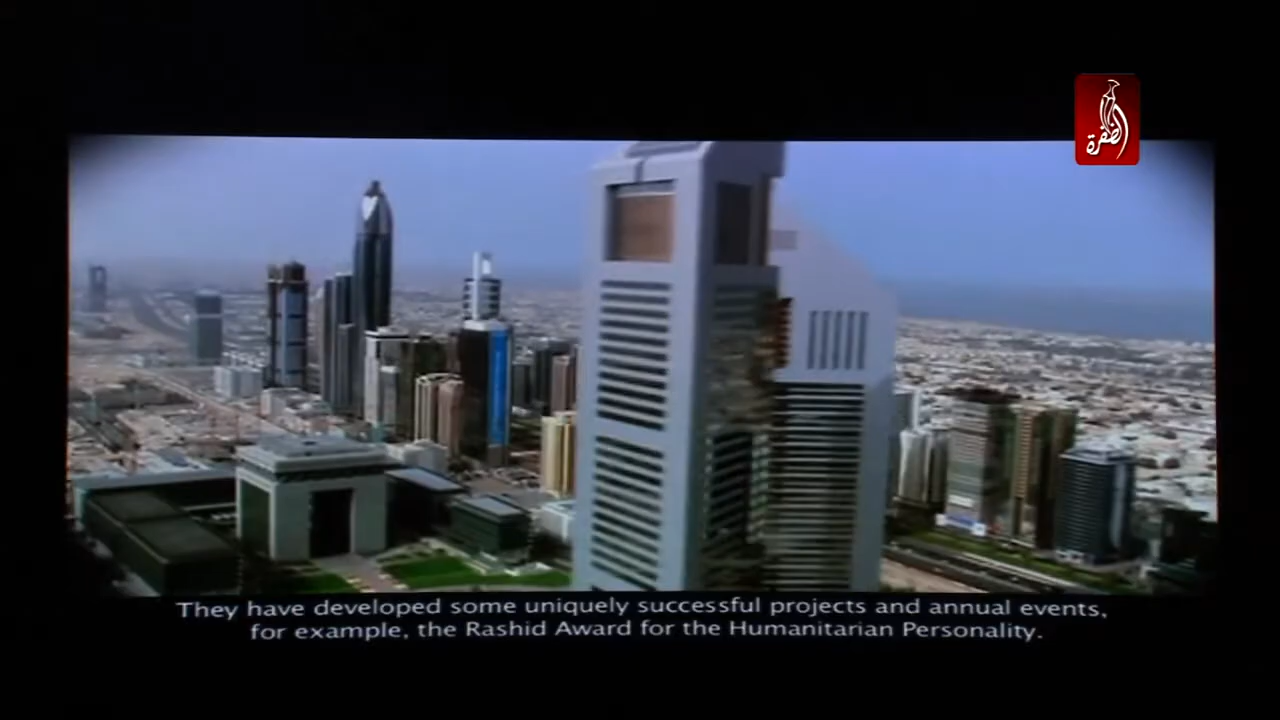 الظفرة
They have developed some uniquely successful projects and annual events,
for example, the Rashid Award for the Humanitarian Personality.